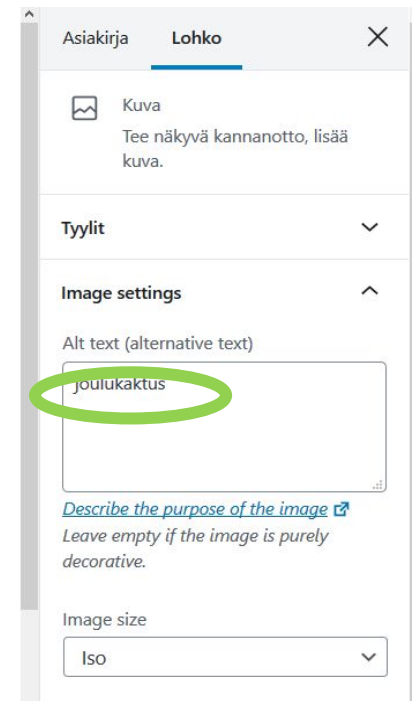 Asiakirja Lohko
Kuva
Tee näkyvä kannanotto, lisää
kuva.
Tyylit
Image settings
Alt text (alternative text)
joulukaktus
Describe the purpose of the image
Leave empty if the image is purely
decorative.
Image size
Iso